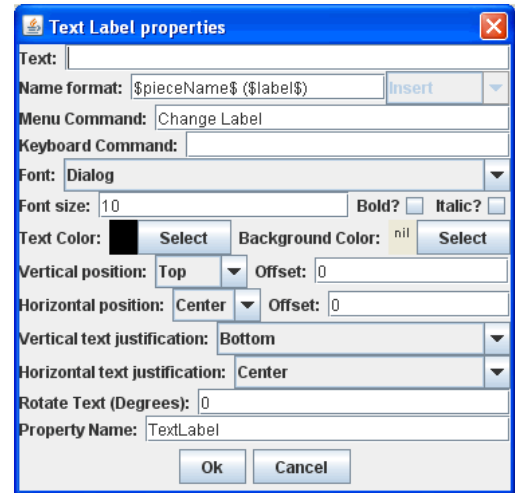 Text Label properties
Text:
Name format: $pieceName$ ($label$) Insert
Menu Command: Change Label
Keyboard Command:
Font: Dialog
Font size: 10 Bold? Italic?
Text Color: Select Background Color: nil Select
Vertical position: Top Offset: 0
Horizontal position: Center Offset: 0
Vertical text justification: Bottom
Horizontal text justification: Center
Rotate Text (Degrees): 0
Property Name: TextLabel
Ok Cancel